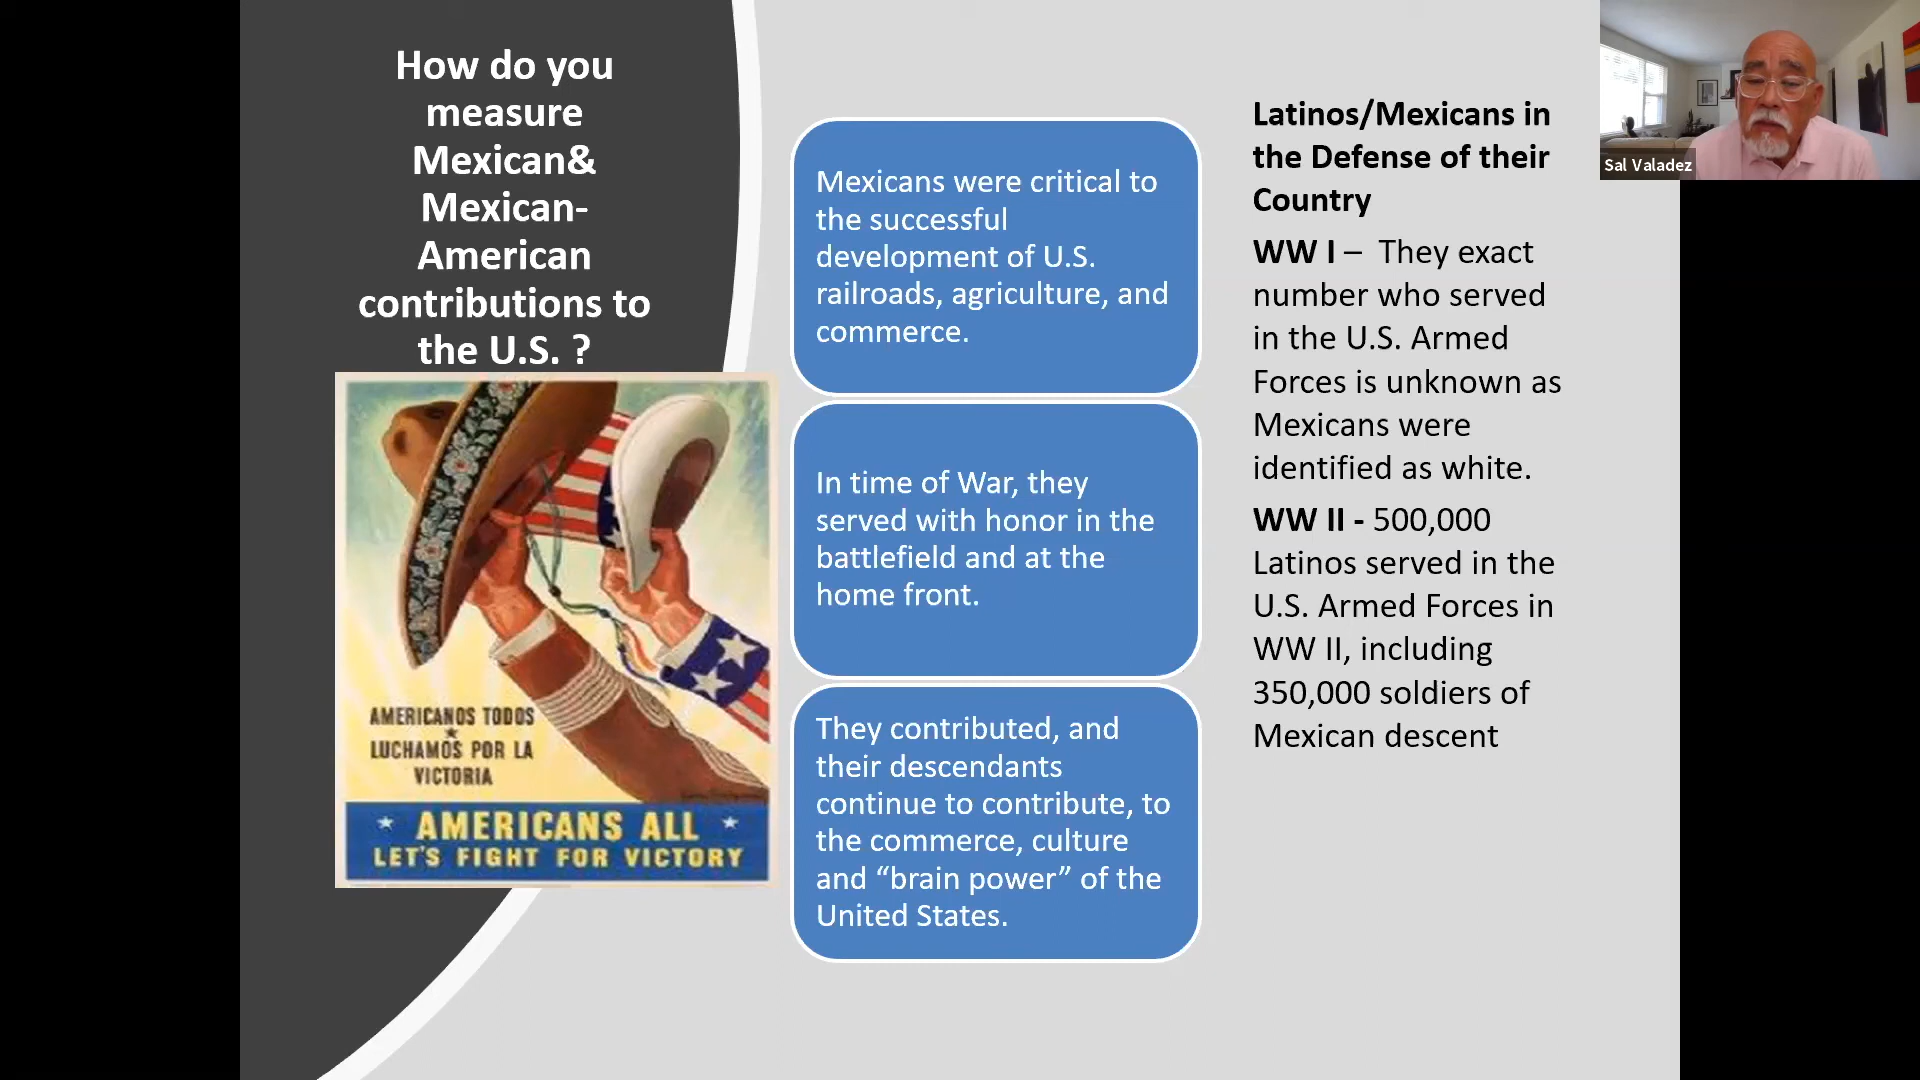 How do you
measure
Mexican&
Mexican-
American
contributions to
the U.S. ?
AMERICANOS TODOS
LUCHAMOS POR LA
VICTORIA
AMERICANS ALL
LET'S FIGHT FOR VICTORY
Mexicans were critical to
the successful
development of U.S.
railroads, agriculture, and
commerce.
In time of War, they
served with honor in the
battlefield and at the
home front.
They contributed, and
their descendants
continue to contribute, to
the commerce, culture
and “brain power” of the
United States.
Latinos/Mexicans in
the Defense of their
Country
WW I – They exact
number who served
in the U.S. Armed
Forces is unknown as
Mexicans were
identified as white.
WW II - 500,000
Latinos served in the
U.S. Armed Forces in
WW II, including
350,000 soldiers of
Mexican descent
Sal Valadez